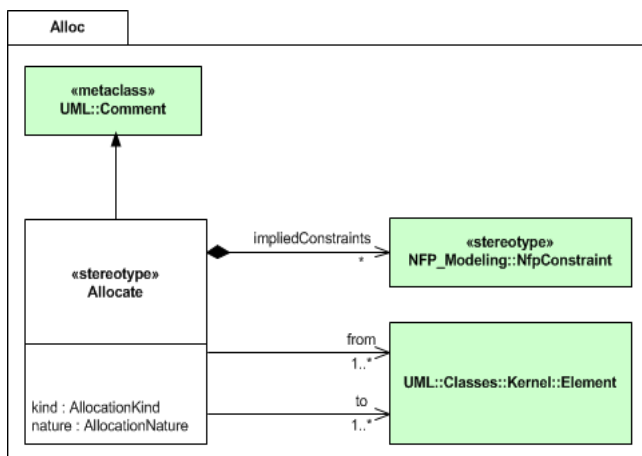 Alloc
«metaclass»
UML::Comment
«stereotype»
Allocate
kind : AllocationKind
nature : AllocationNature
impliedConstraints
*
«stereotype»
NFP_Modeling::NfpConstraint
from
1..*
to
1..*
UML::Classes::Kernel::Element